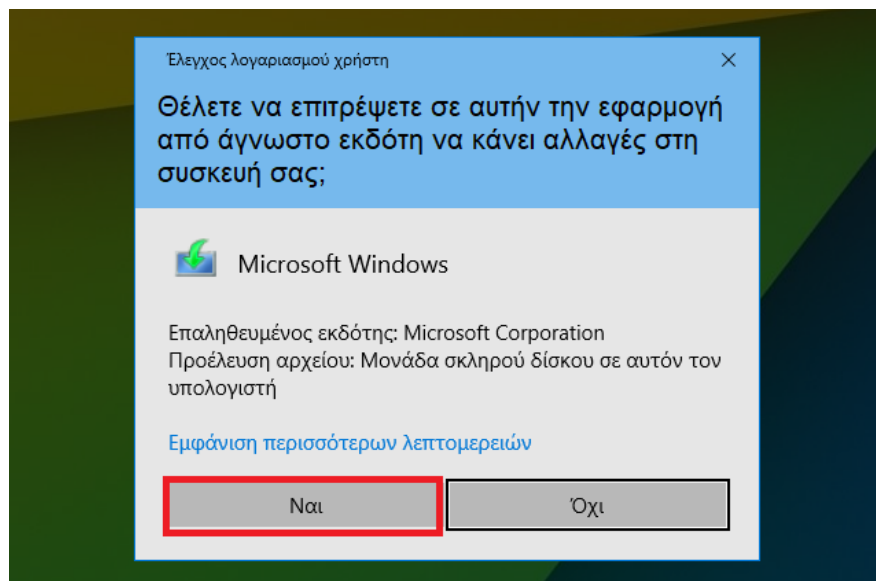 Έλεγχος λογαριασμού χρήστη
Θέλετε να επιτρέψετε σε αυτήν την εφαρμογή
από άγνωστο εκδότη να κάνει αλλαγές στη
συσκευή σας;
Microsoft Windows
Επαληθευμένος εκδότης: Microsoft Corporation
Προέλευση αρχείου: Μονάδα σκληρού δίσκου σε αυτόν τον
υπολογιστή
Εμφάνιση περισσότερων λεπτομερειών
Ναι
Όχι